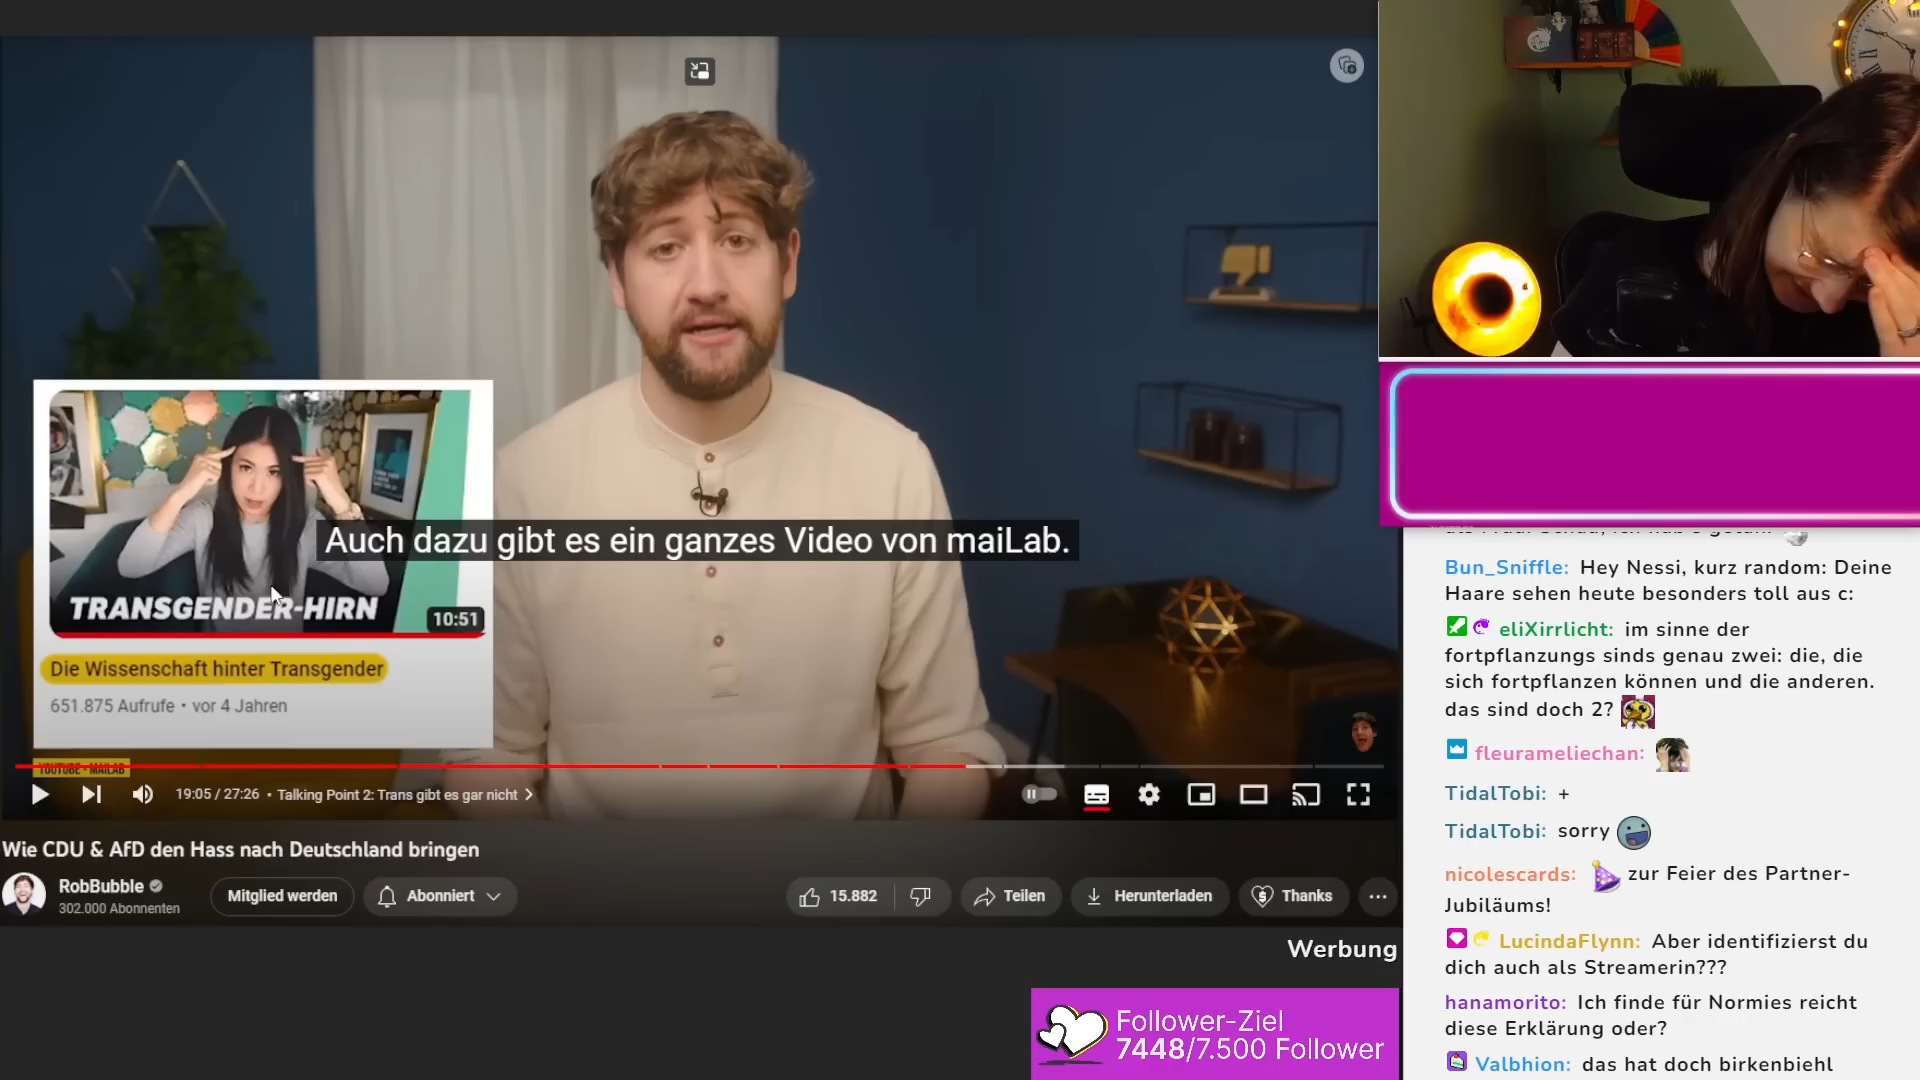 Auch dazu gibt es ein ganzes Video von maiLab.
TRANSGENDER-HIRN
10:51
Die Wissenschaft hinter Transgender
651.875 Aufrufe • vor 4 Jahren
YOUTUBE - MAILAB
19:05 / 27:26 • Talking Point 2: Trans gibt es gar nicht
Wie CDU & AfD den Hass nach Deutschland bringen
RobBubble
302.000 Abonnenten
Mitglied werden
Abonniert
15.882
Teilen
Herunterladen
Thanks
Werbung
Follower-Ziel
7448/7.500 Follower
Bun_Sniffle: Hey Nessi, kurz random: Deine
Haare sehen heute besonders toll aus c:
eliXirrlicht: im sinne der
fortpflanzungs sinds genau zwei: die, die
sich fortpflanzen können und die anderen.
das sind doch 2?
fleurameliechan:
TidalTobi: +
TidalTobi: sorry
nicolescards: zur Feier des Partner-
Jubiläums!
LucindaFlynn: Aber identifizierst du
dich auch als Streamerin???
hanamorito: Ich finde für Normies reicht
diese Erklärung oder?
Valbhion: das hat doch birkenbiehl